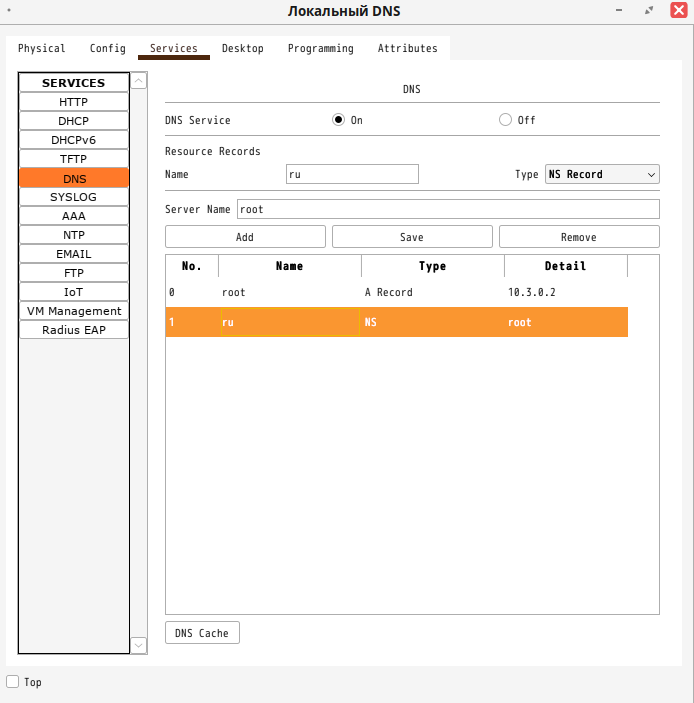 Локальный DNS
Physical Config Services Desktop Programming Attributes
SERVICES
HTTP
DHCP
DHCPv6
TFTP
DNS
SYSLOG
AAA
NTP
EMAIL
FTP
IoT
VM Management
Radius EAP
DNS
DNS Service On Off
Resource Records
Name ru Type NS Record
Server Name root
Add Save Remove
No. Name Type Detail
0 root A Record 10.3.0.2
1 ru NS root
DNS Cache
Top